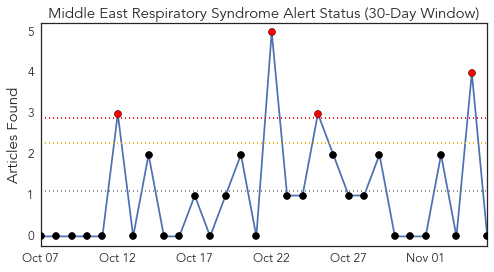 Middle East Respiratory Syndrome Alert Status (30-Day Window)
Articles Found
5
4
3
2
1
0
Oct 07 Oct 12 Oct 17 Oct 22 Oct 27 Nov 01